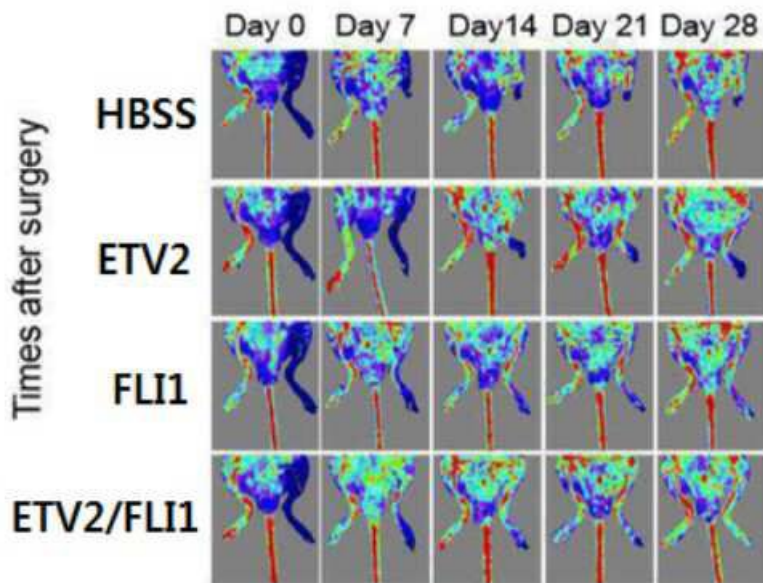 Day 0 Day 7 Day14 Day 21 Day 28
Times after surgery
HBSS
ETV2
FLI1
ETV2/FLI1